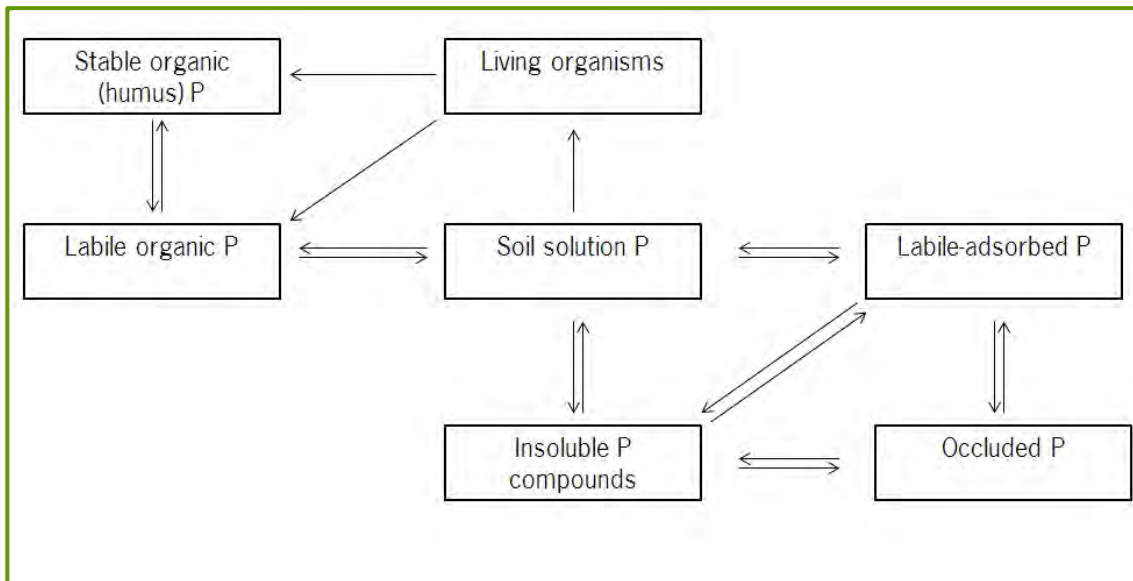 Stable organic
(humus) P
Living organisms
Labile organic P
Soil solution P
Labile-adsorbed P
Insoluble P
compounds
Occluded P